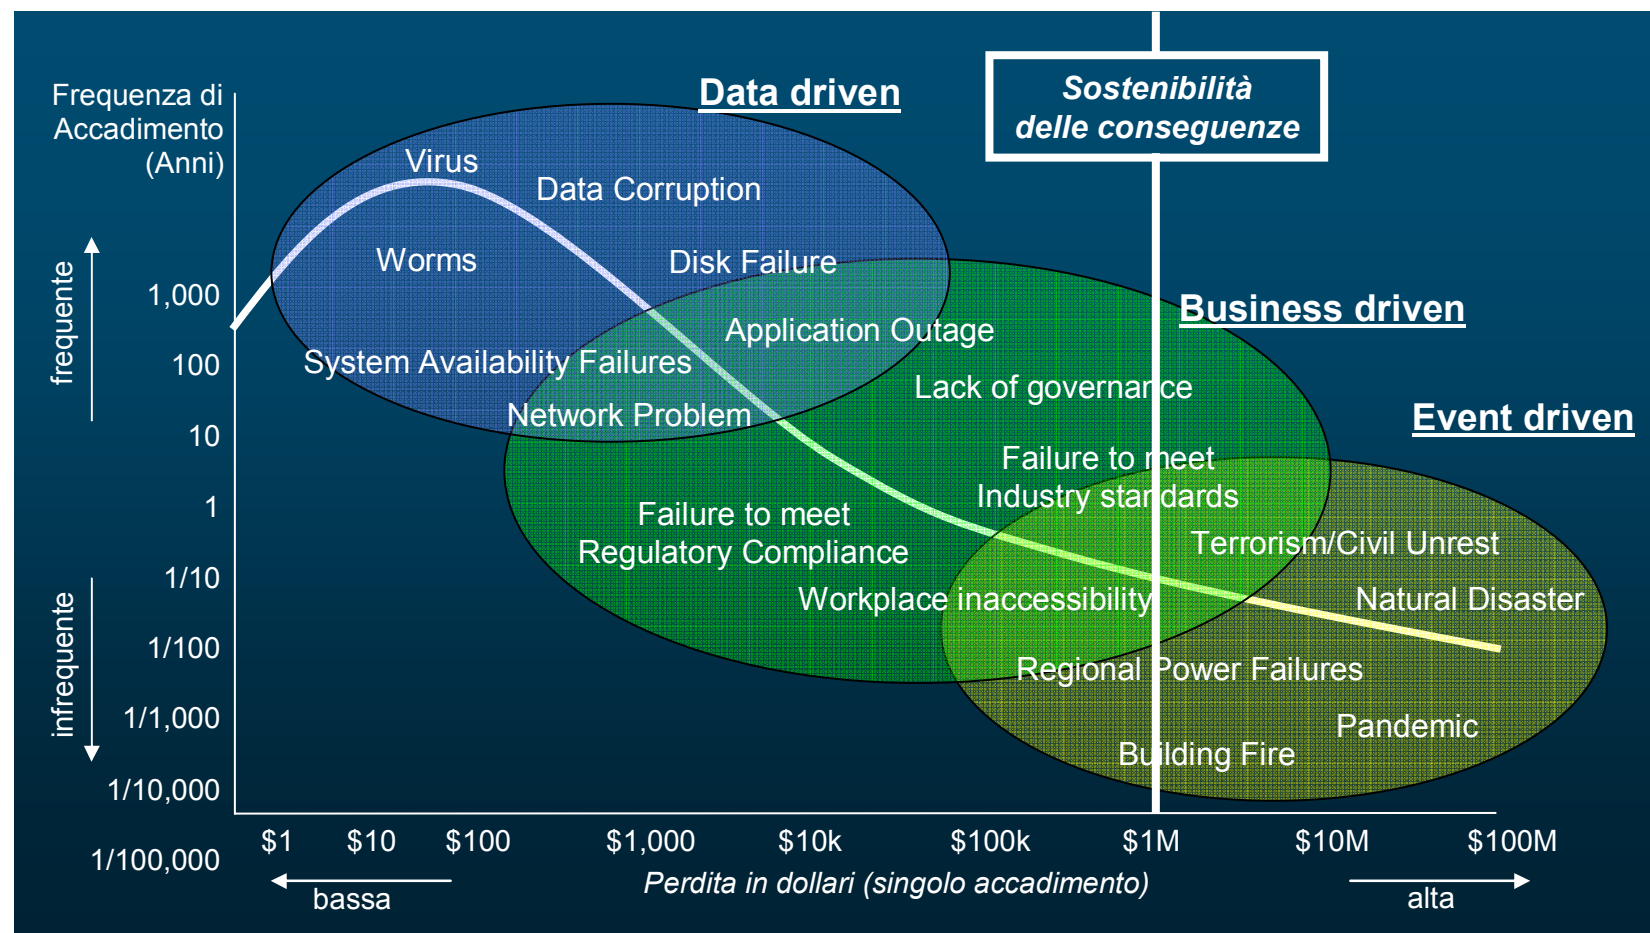 Data driven
Sostenibilità
delle conseguenze
Frequenza di
Accadimento
(Anni)
Virus
Data Corruption
Worms
Disk Failure
frequente
1,000
Business driven
Application Outage
System Availability Failures
100
Lack of governance
Network Problem
Event driven
10
Failure to meet
Industry standards
1
Failure to meet
Regulatory Compliance
Terrorism/Civil Unrest
1/10
Workplace inaccessibility
Natural Disaster
infrequente
1/100
Regional Power Failures
1/1,000
Pandemic
Building Fire
1/10,000
1/100,000
$1 $10 $100 $1,000 $10k $100k $1M $10M $100M
bassa
Perdita in dollari (singolo accadimento)
alta